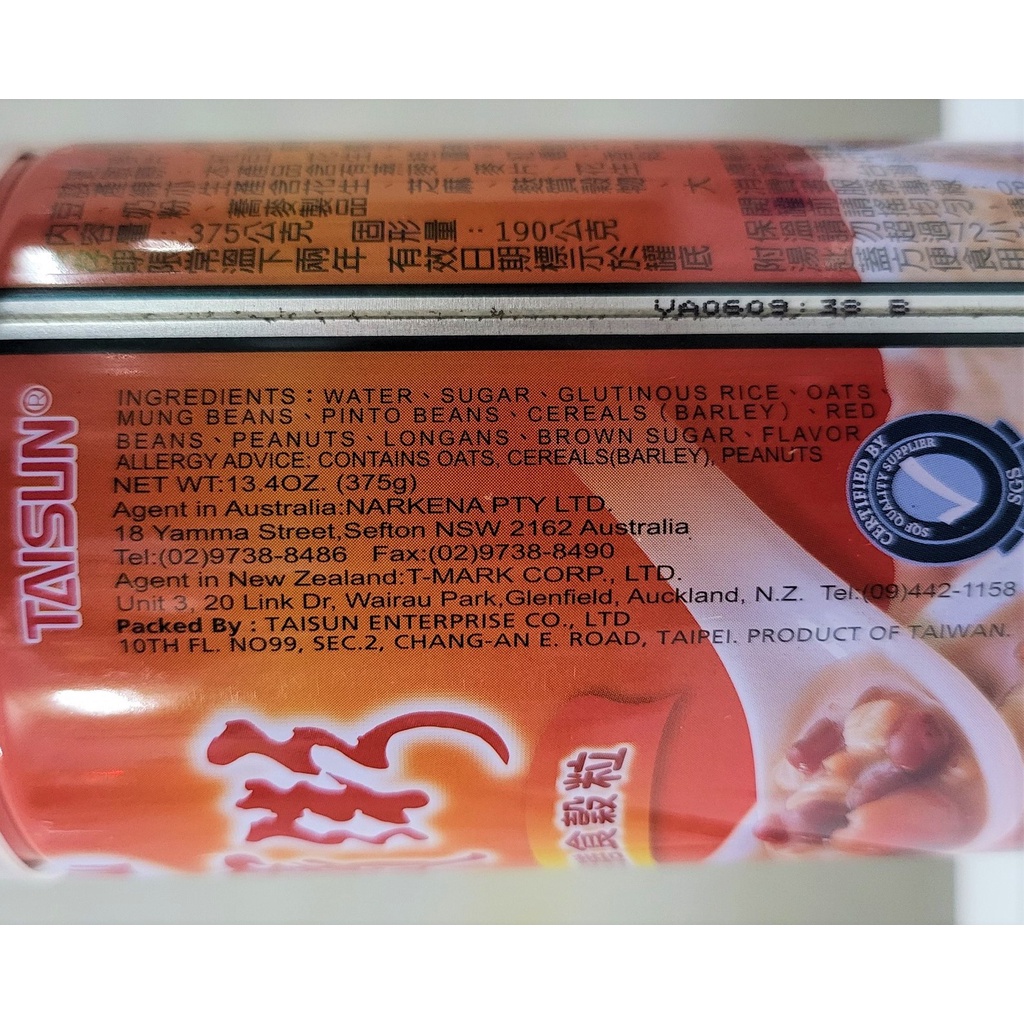 內容量：375公克 固形量：190公克
常溫下兩年 有效日期標示於罐底
VA0609:38 B
TAISUN®
INGREDIENTS：WATER、SUGAR、GLUTINOUS RICE、OATS、
MUNG BEANS、PINTO BEANS、CEREALS（BARLEY）、RED
BEANS、PEANUTS、LONGANS、BROWN SUGAR、FLAVOR
ALLERGY ADVICE: CONTAINS OATS, CEREALS(BARLEY), PEANUTS
NET WT:13.4OZ. (375g)
Agent in Australia:NARKENA PTY LTD.
18 Yamma Street,Sefton NSW 2162 Australia
Tel:(02)9738-8486 Fax:(02)9738-8490
Agent in New Zealand:T-MARK CORP., LTD.
Unit 3, 20 Link Dr, Wairau Park,Glenfield, Auckland, N.Z. Tel:(09)442-1158
Packed By : TAISUN ENTERPRISE CO., LTD
10TH FL. NO99, SEC.2, CHANG-AN E. ROAD, TAIPEI. PRODUCT OF TAIWAN.
CERTIFIED BY SGS
SQF QUALITY SUPPLIER
穀粒